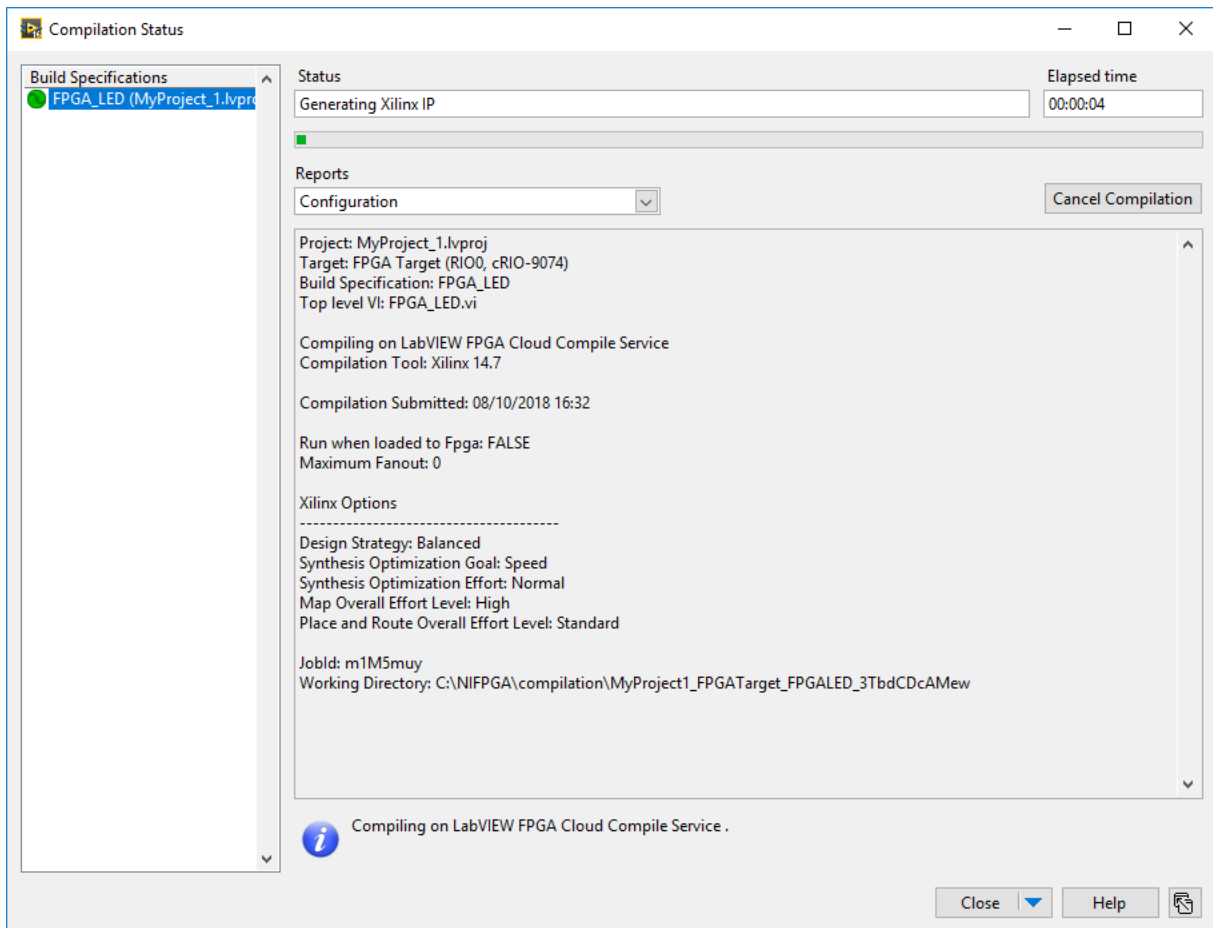 Compilation Status
Build Specifications
FPGA_LED (MyProject_1.lvpro
Status
Generating Xilinx IP
Elapsed time
00:00:04
Reports
Configuration
Cancel Compilation
Project: MyProject_1.lvproj
Target: FPGA Target (RIO0, cRIO-9074)
Build Specification: FPGA_LED
Top level VI: FPGA_LED.vi
Compiling on LabVIEW FPGA Cloud Compile Service
Compilation Tool: Xilinx 14.7
Compilation Submitted: 08/10/2018 16:32
Run when loaded to Fpga: FALSE
Maximum Fanout: 0
Xilinx Options
---------------------------------------
Design Strategy: Balanced
Synthesis Optimization Goal: Speed
Synthesis Optimization Effort: Normal
Map Overall Effort Level: High
Place and Route Overall Effort Level: Standard
JobId: m1M5muy
Working Directory: C:\NIFPGA\compilation\MyProject1_FPGATarget_FPGALED_3TbdCDcAMew
Compiling on LabVIEW FPGA Cloud Compile Service .
Close
Help